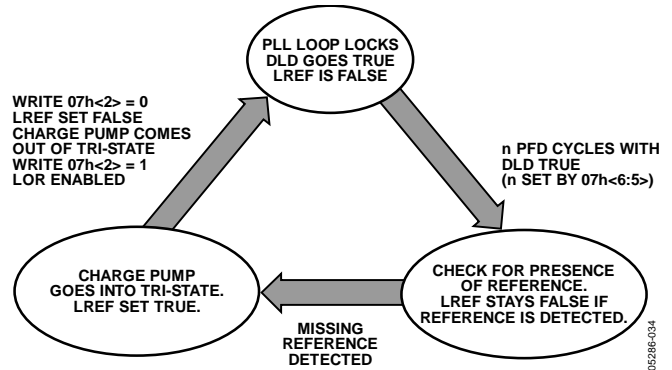 PLL LOOP LOCKS
DLD GOES TRUE
LREF IS FALSE
WRITE 07h<2> = 0
LREF SET FALSE
CHARGE PUMP COMES
OUT OF TRI-STATE
WRITE 07h<2> = 1
LOR ENABLED
n PFD CYCLES WITH
DLD TRUE
(n SET BY 07h<6:5>)
CHARGE PUMP
GOES INTO TRI-STATE.
LREF SET TRUE.
CHECK FOR PRESENCE
OF REFERENCE.
LREF STAYS FALSE IF
REFERENCE IS DETECTED.
MISSING
REFERENCE
DETECTED
05286-034